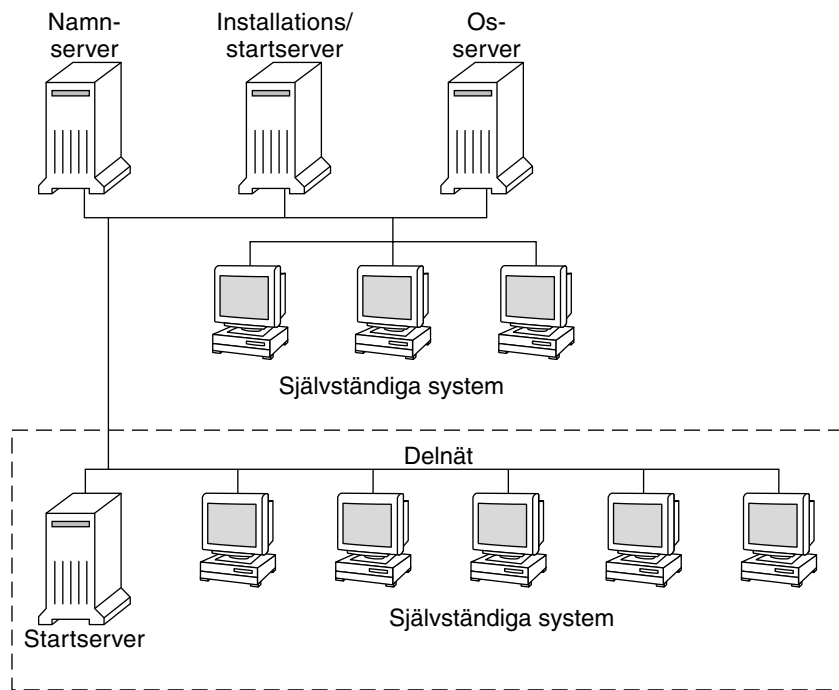 Namn-
server
Installations/
startserver
Os-
server
Självständiga system
Delnät
Startserver
Självständiga system